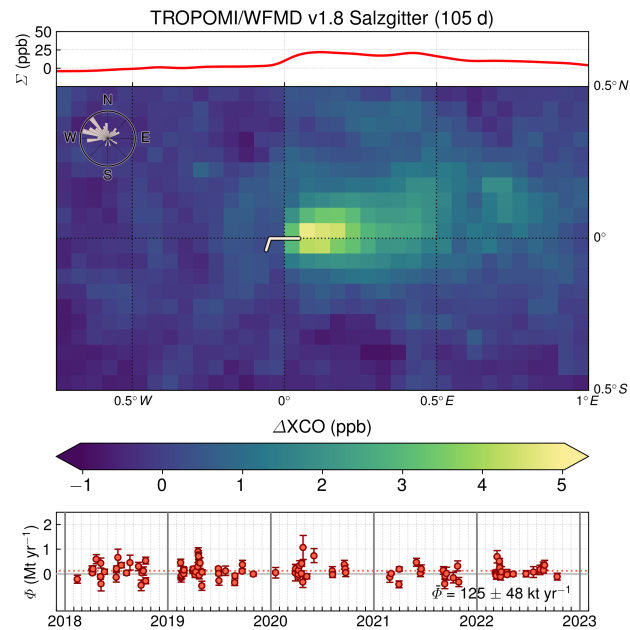 TROPOMI/WFMD v1.8 Salzgitter (105 d)
Σ (ppb)
50
25
0
0.5°N
0°
0.5°S
N
W
E
S
0.5°W
0°
0.5°E
1°E
ΔXCO (ppb)
−1
0
1
2
3
4
5
Φ (Mt yr⁻¹)
2
1
0
Φ̄ = 125 ± 48 kt yr⁻¹
2018
2019
2020
2021
2022
2023